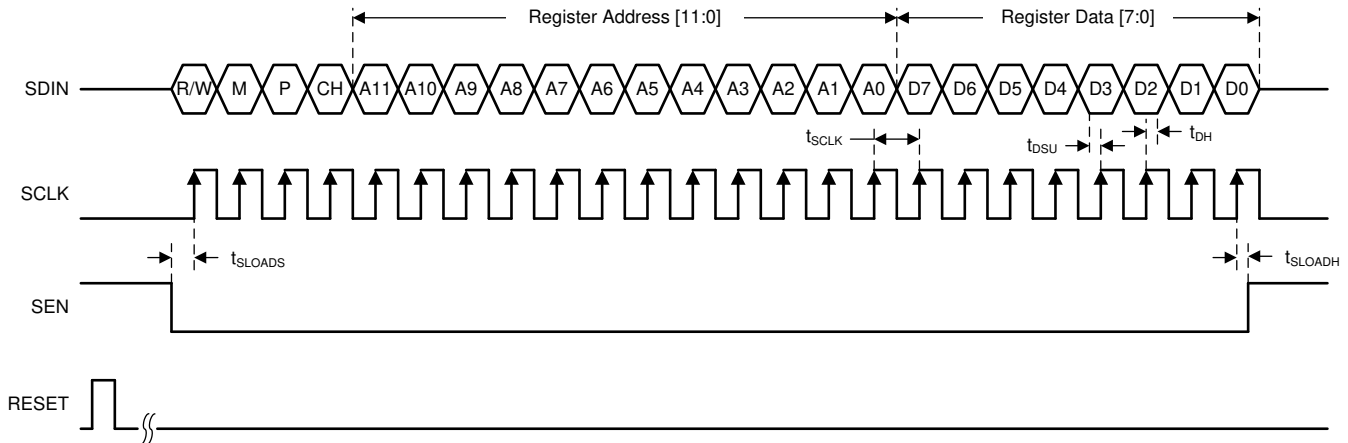 Register Address [11:0] Register Data [7:0]
SDIN R/W M P CH A11 A10 A9 A8 A7 A6 A5 A4 A3 A2 A1 A0 D7 D6 D5 D4 D3 D2 D1 D0
tSCLK tDSU tDH
SCLK
tSLOADS tSLOADH
SEN
RESET